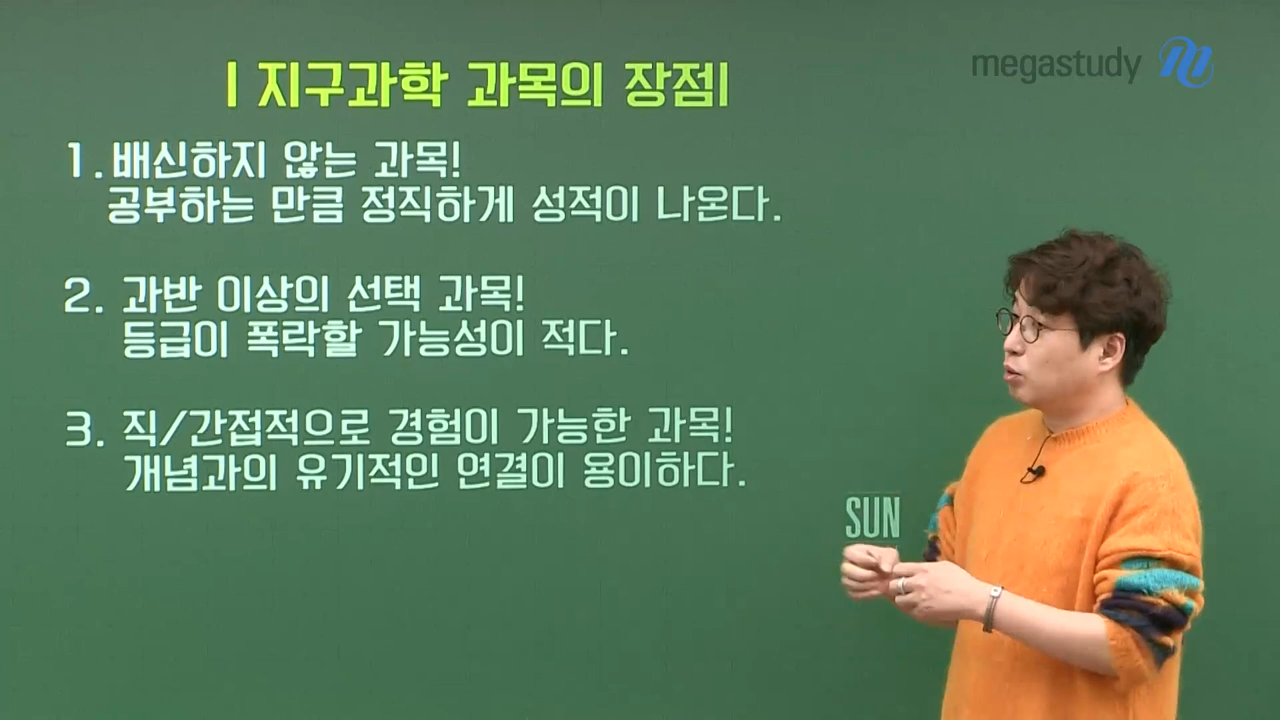 megastudy
| 지구과학 과목의 장점|
1. 배신하지 않는 과목!
공부하는 만큼 정직하게 성적이 나온다.
2. 과반 이상의 선택 과목!
등급이 폭락할 가능성이 적다.
3. 직/간접적으로 경험이 가능한 과목!
개념과의 유기적인 연결이 용이하다.
SUN